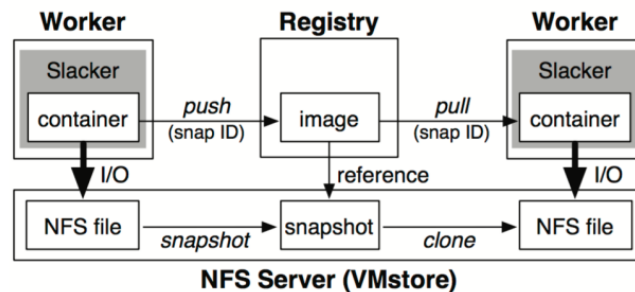 Worker Registry Worker
Slacker Slacker
container push image pull container
(snap ID) (snap ID)
I/O reference I/O
NFS file snapshot snapshot clone NFS file
NFS Server (VMstore)